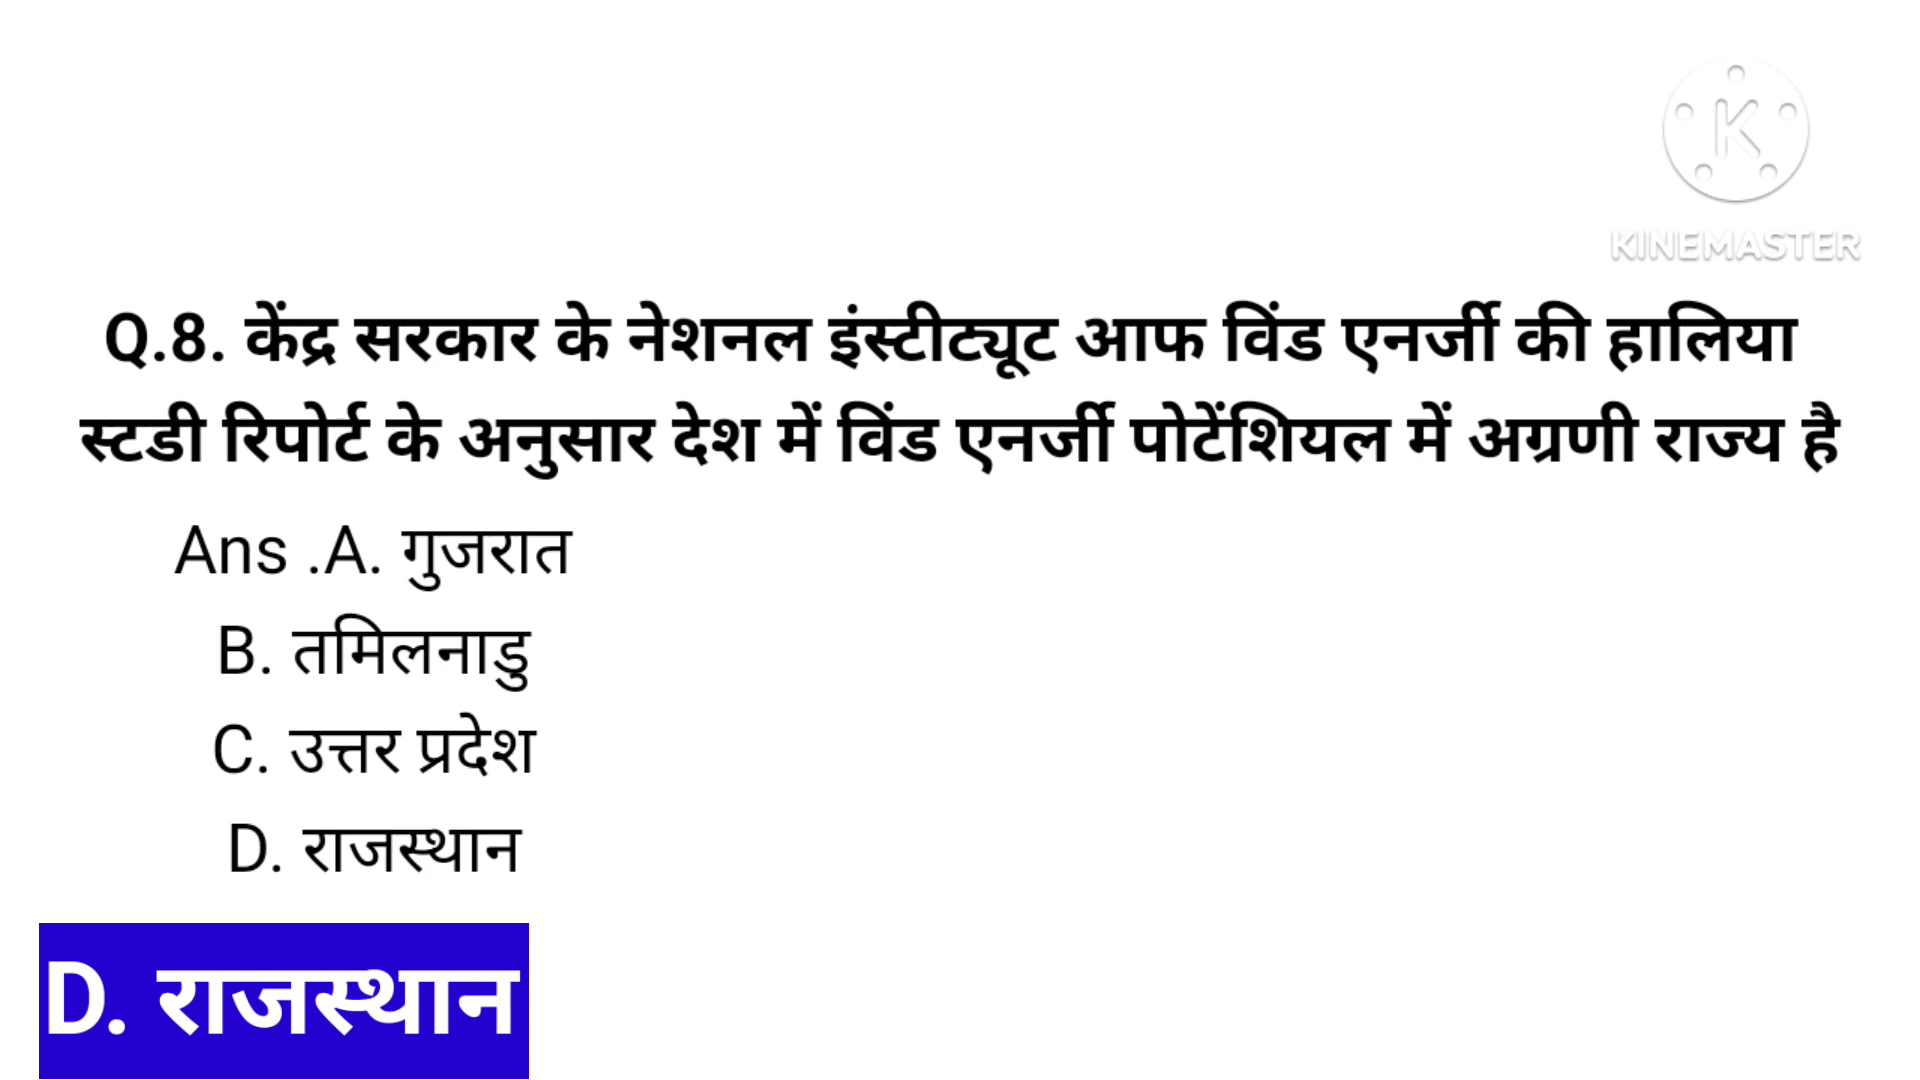 K
KINEMASTER
Q.8. केंद्र सरकार के नेशनल इंस्टीट्यूट आफ विंड एनर्जी की हालिया
स्टडी रिपोर्ट के अनुसार देश में विंड एनर्जी पोटेंशियल में अग्रणी राज्य है
Ans .A. गुजरात
B. तमिलनाडु
C. उत्तर प्रदेश
D. राजस्थान
D. राजस्थान